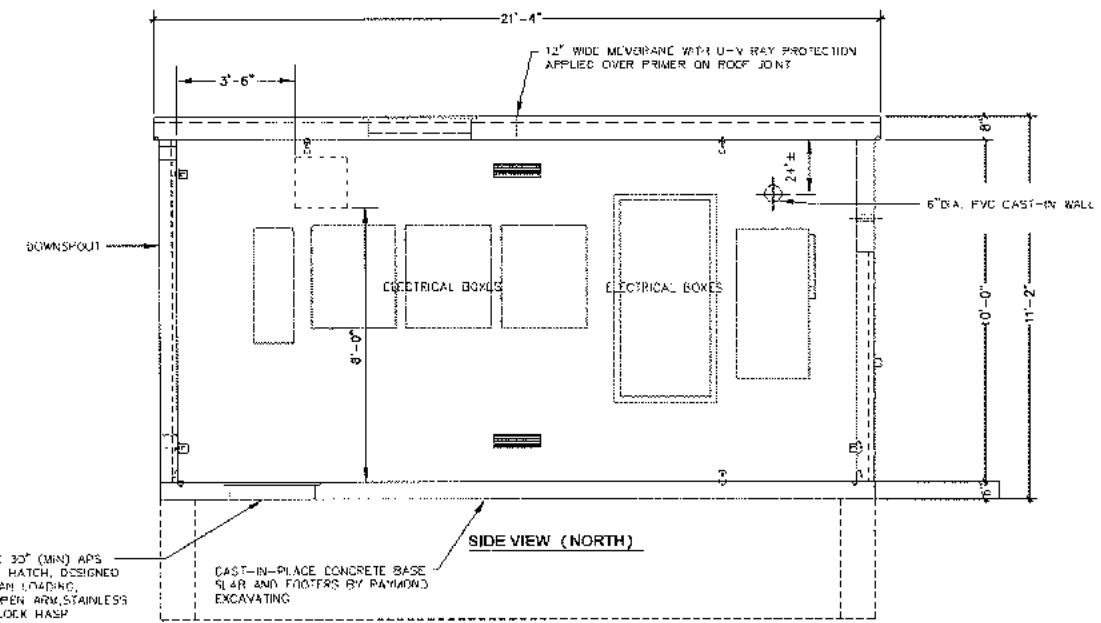 21'-4"
12" WIDE MEMBRANE WITH U-V RAY PROTECTION
APPLIED OVER PRIMER ON ROOF JOINT
3'-6"
8"
24"±
6"DIA. PVC CAST-IN WALL
DOWNSPOUT
ELECTRICAL BOXES
ELECTRICAL BOXES
8'-0"
0'-0"
11'-2"
6"
SIDE VIEW (NORTH)
30" (MIN) APS
HATCH, DESIGNED
LOADING,
OPEN ARM, STAINLESS
LOCK HASP
CAST-IN-PLACE CONCRETE BASE
SLAB AND FOOTERS BY RAYMOND
EXCAVATING